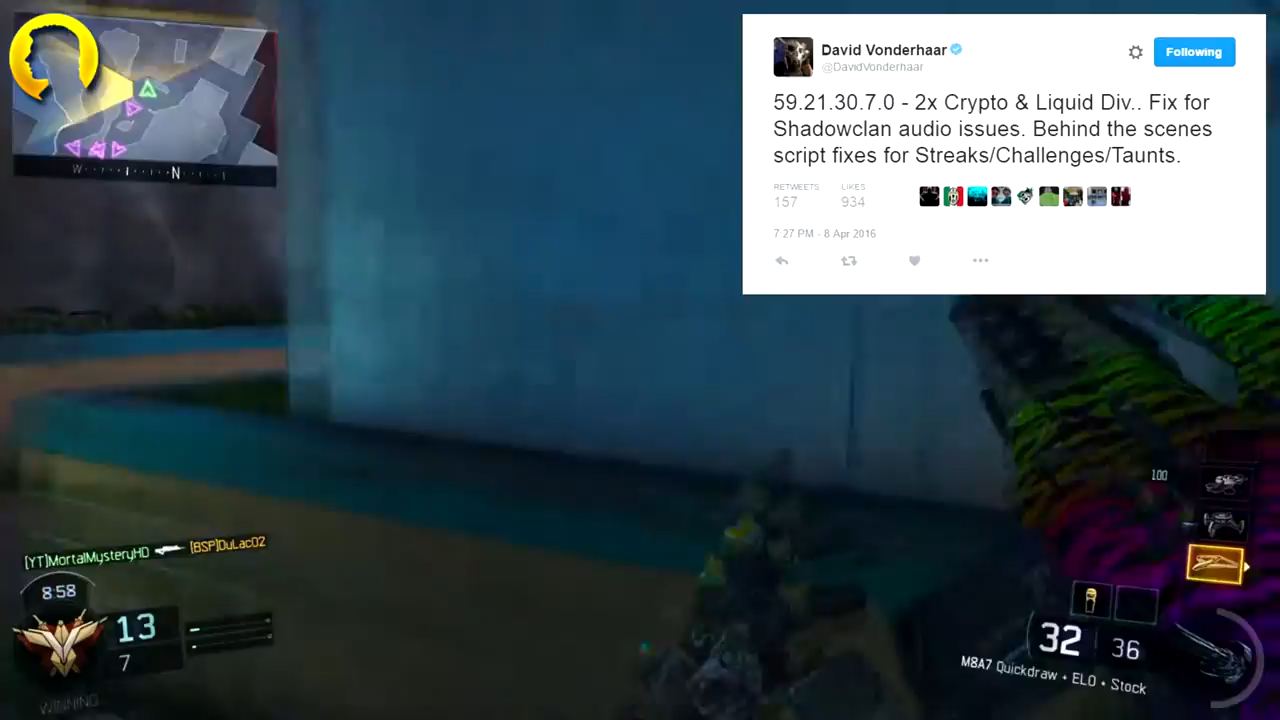 David Vonderhaar
@DavidVonderhaar
Following
59.21.30.7.0 - 2x Crypto & Liquid Div.. Fix for
Shadowclan audio issues. Behind the scenes
script fixes for Streaks/Challenges/Taunts.
RETWEETS LIKES
157 934
7:27 PM - 8 Apr 2016
W N
100
[YT]MortalMysteryHD [BSP]DuLac02
8:58
13
7
WINNING
32 36
M8A7 Quickdraw + ELO + Stock